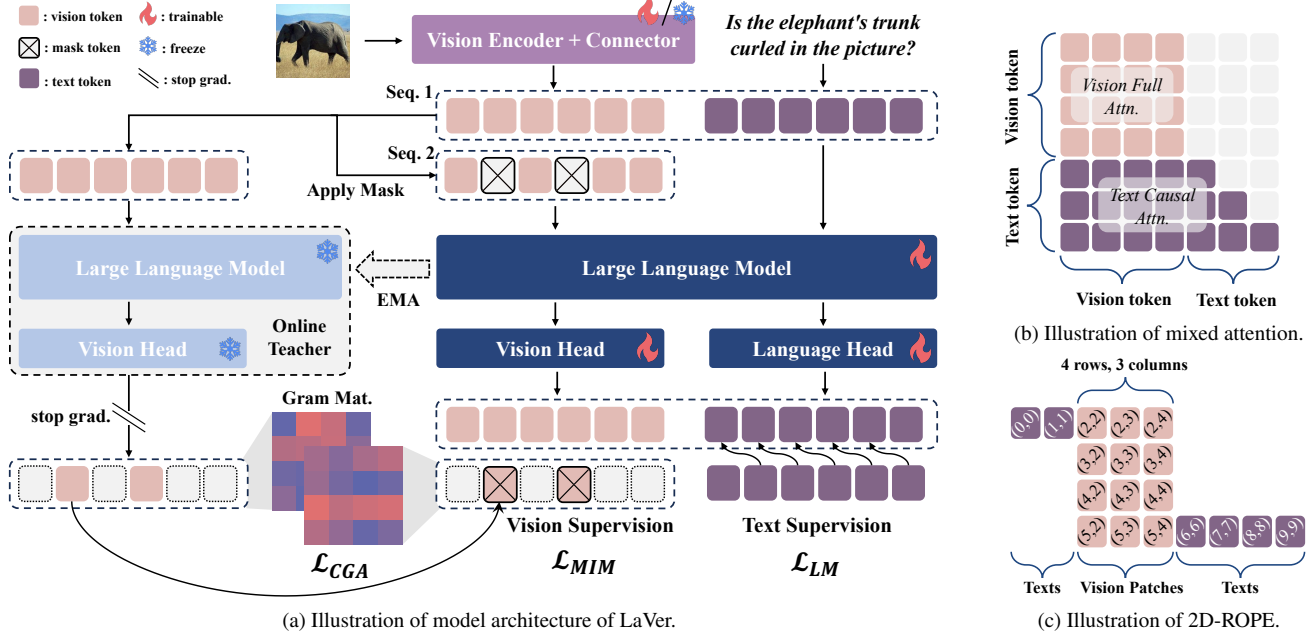 : vision token
: trainable
: mask token
: freeze
: text token
: stop grad.
Vision Encoder + Connector
/
Is the elephant's trunk
curled in the picture?
Seq. 1
Seq. 2
Apply Mask
Large Language Model
EMA
Large Language Model
Online
Teacher
Vision Head
Vision Head
Language Head
stop grad.
Gram Mat.
Vision Supervision
Text Supervision
ℒCGA
ℒMIM
ℒLM
(a) Illustration of model architecture of LaVer.
Vision token
Vision Full
Attn.
Text token
Text Causal
Attn.
Vision token
Text token
(b) Illustration of mixed attention.
4 rows, 3 columns
(0,0) (1,1) (2,2) (2,3) (2,4)
(3,2) (3,3) (3,4)
(4,2) (4,3) (4,4)
(5,2) (5,3) (5,4) (6,6) (7,7) (8,8) (9,9)
Texts
Vision Patches
Texts
(c) Illustration of 2D-ROPE.